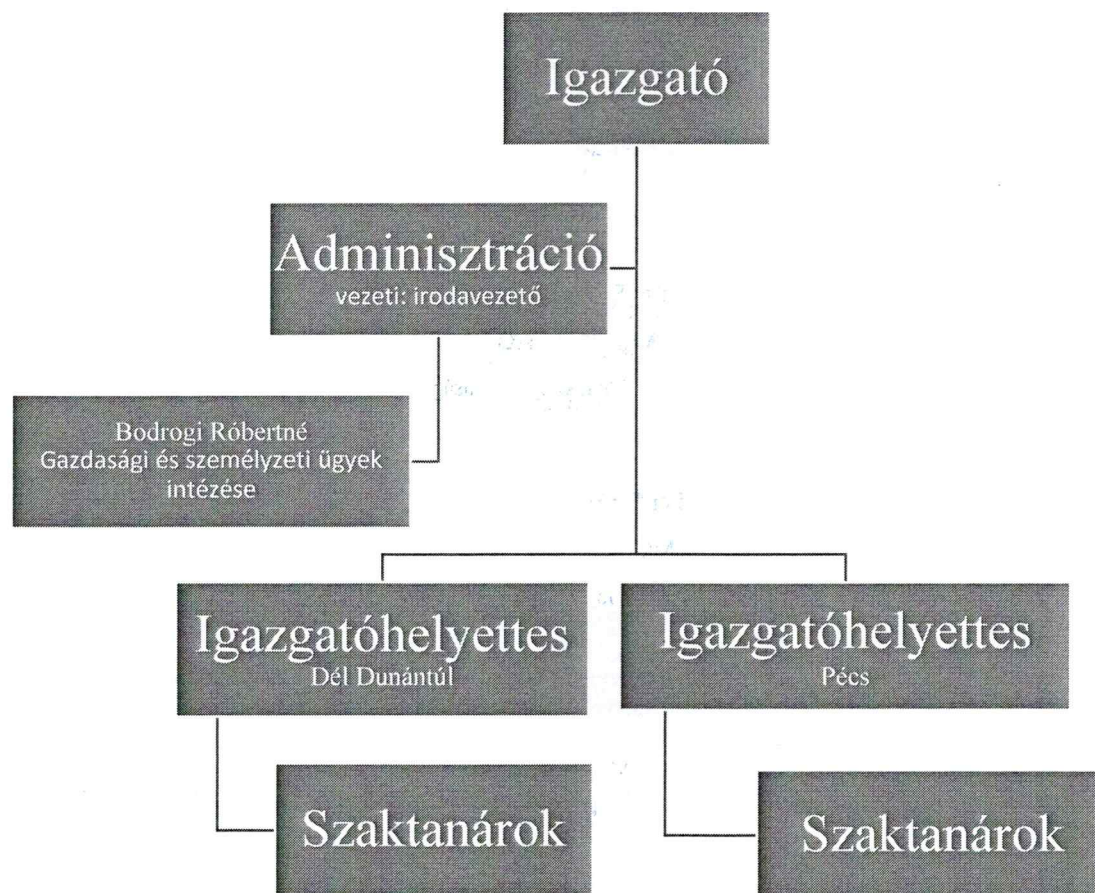 Igazgató
Adminisztráció
vezeti: irodavezető
Bodrogi Róbertné
Gazdasági és személyzeti ügyek
intézése
Igazgatóhelyettes
Dél Dunántúl
Igazgatóhelyettes
Pécs
Szaktanárok
Szaktanárok